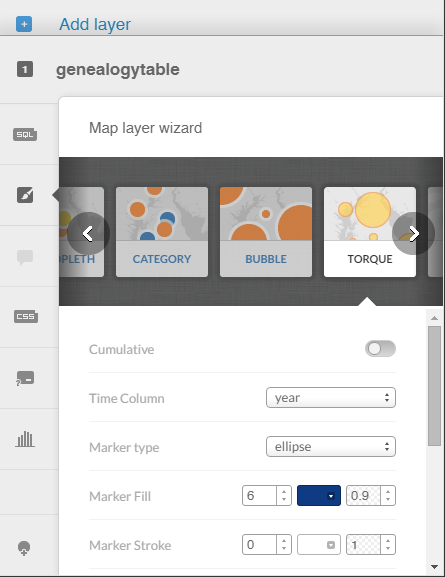 Add layer
1 genealogytable
SQL
Map layer wizard
OPLETH CATEGORY BUBBLE TORQUE
CSS
Cumulative
Time Column year
Marker type ellipse
Marker Fill 6 0.9
Marker Stroke 0 1